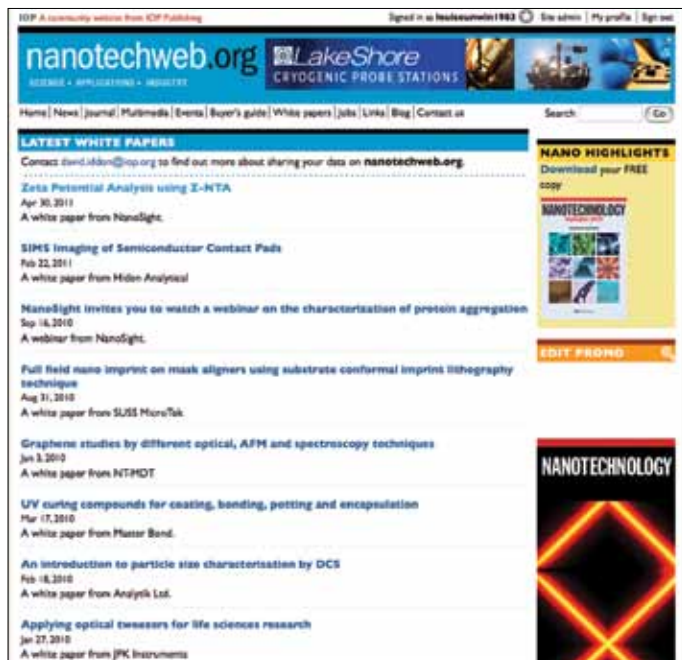 IOP A community website from IOP Publishing
Signed in as louiseunwin1983 Site admin | My profile | Sign out
nanotechweb.org
SCIENCE • APPLICATIONS • INDUSTRY
LakeShore
CRYOGENIC PROBE STATIONS
Home | News | Journal | Multimedia | Events | Buyer's guide | White papers | Jobs | Links | Blog | Contact us
Search Go
LATEST WHITE PAPERS
Contact david.iddon@iop.org to find out more about sharing your data on nanotechweb.org.
Zeta Potential Analysis using Z-NTA
Apr 30, 2011
A white paper from NanoSight.
SIMS Imaging of Semiconductor Contact Pads
Feb 22, 2011
A white paper from Hiden Analytical
NanoSight invites you to watch a webinar on the characterization of protein aggregation
Sep 16, 2010
A webinar from NanoSight.
Full field nano imprint on mask aligners using substrate conformal imprint lithography
technique
Aug 31, 2010
A white paper from SUSS MicroTek
Graphene studies by different optical, AFM and spectroscopy techniques
Jun 3, 2010
A white paper from NT-MDT
UV curing compounds for coating, bonding, potting and encapsulation
Mar 17, 2010
A white paper from Master Bond.
An introduction to particle size characterisation by DCS
Feb 18, 2010
A white paper from Analytik Ltd.
Applying optical tweezers for life sciences research
Jan 27, 2010
A white paper from JPK Instruments
NANO HIGHLIGHTS
Download your FREE
copy
NANOTECHNOLOGY
EDIT PROMO
NANOTECHNOLOGY